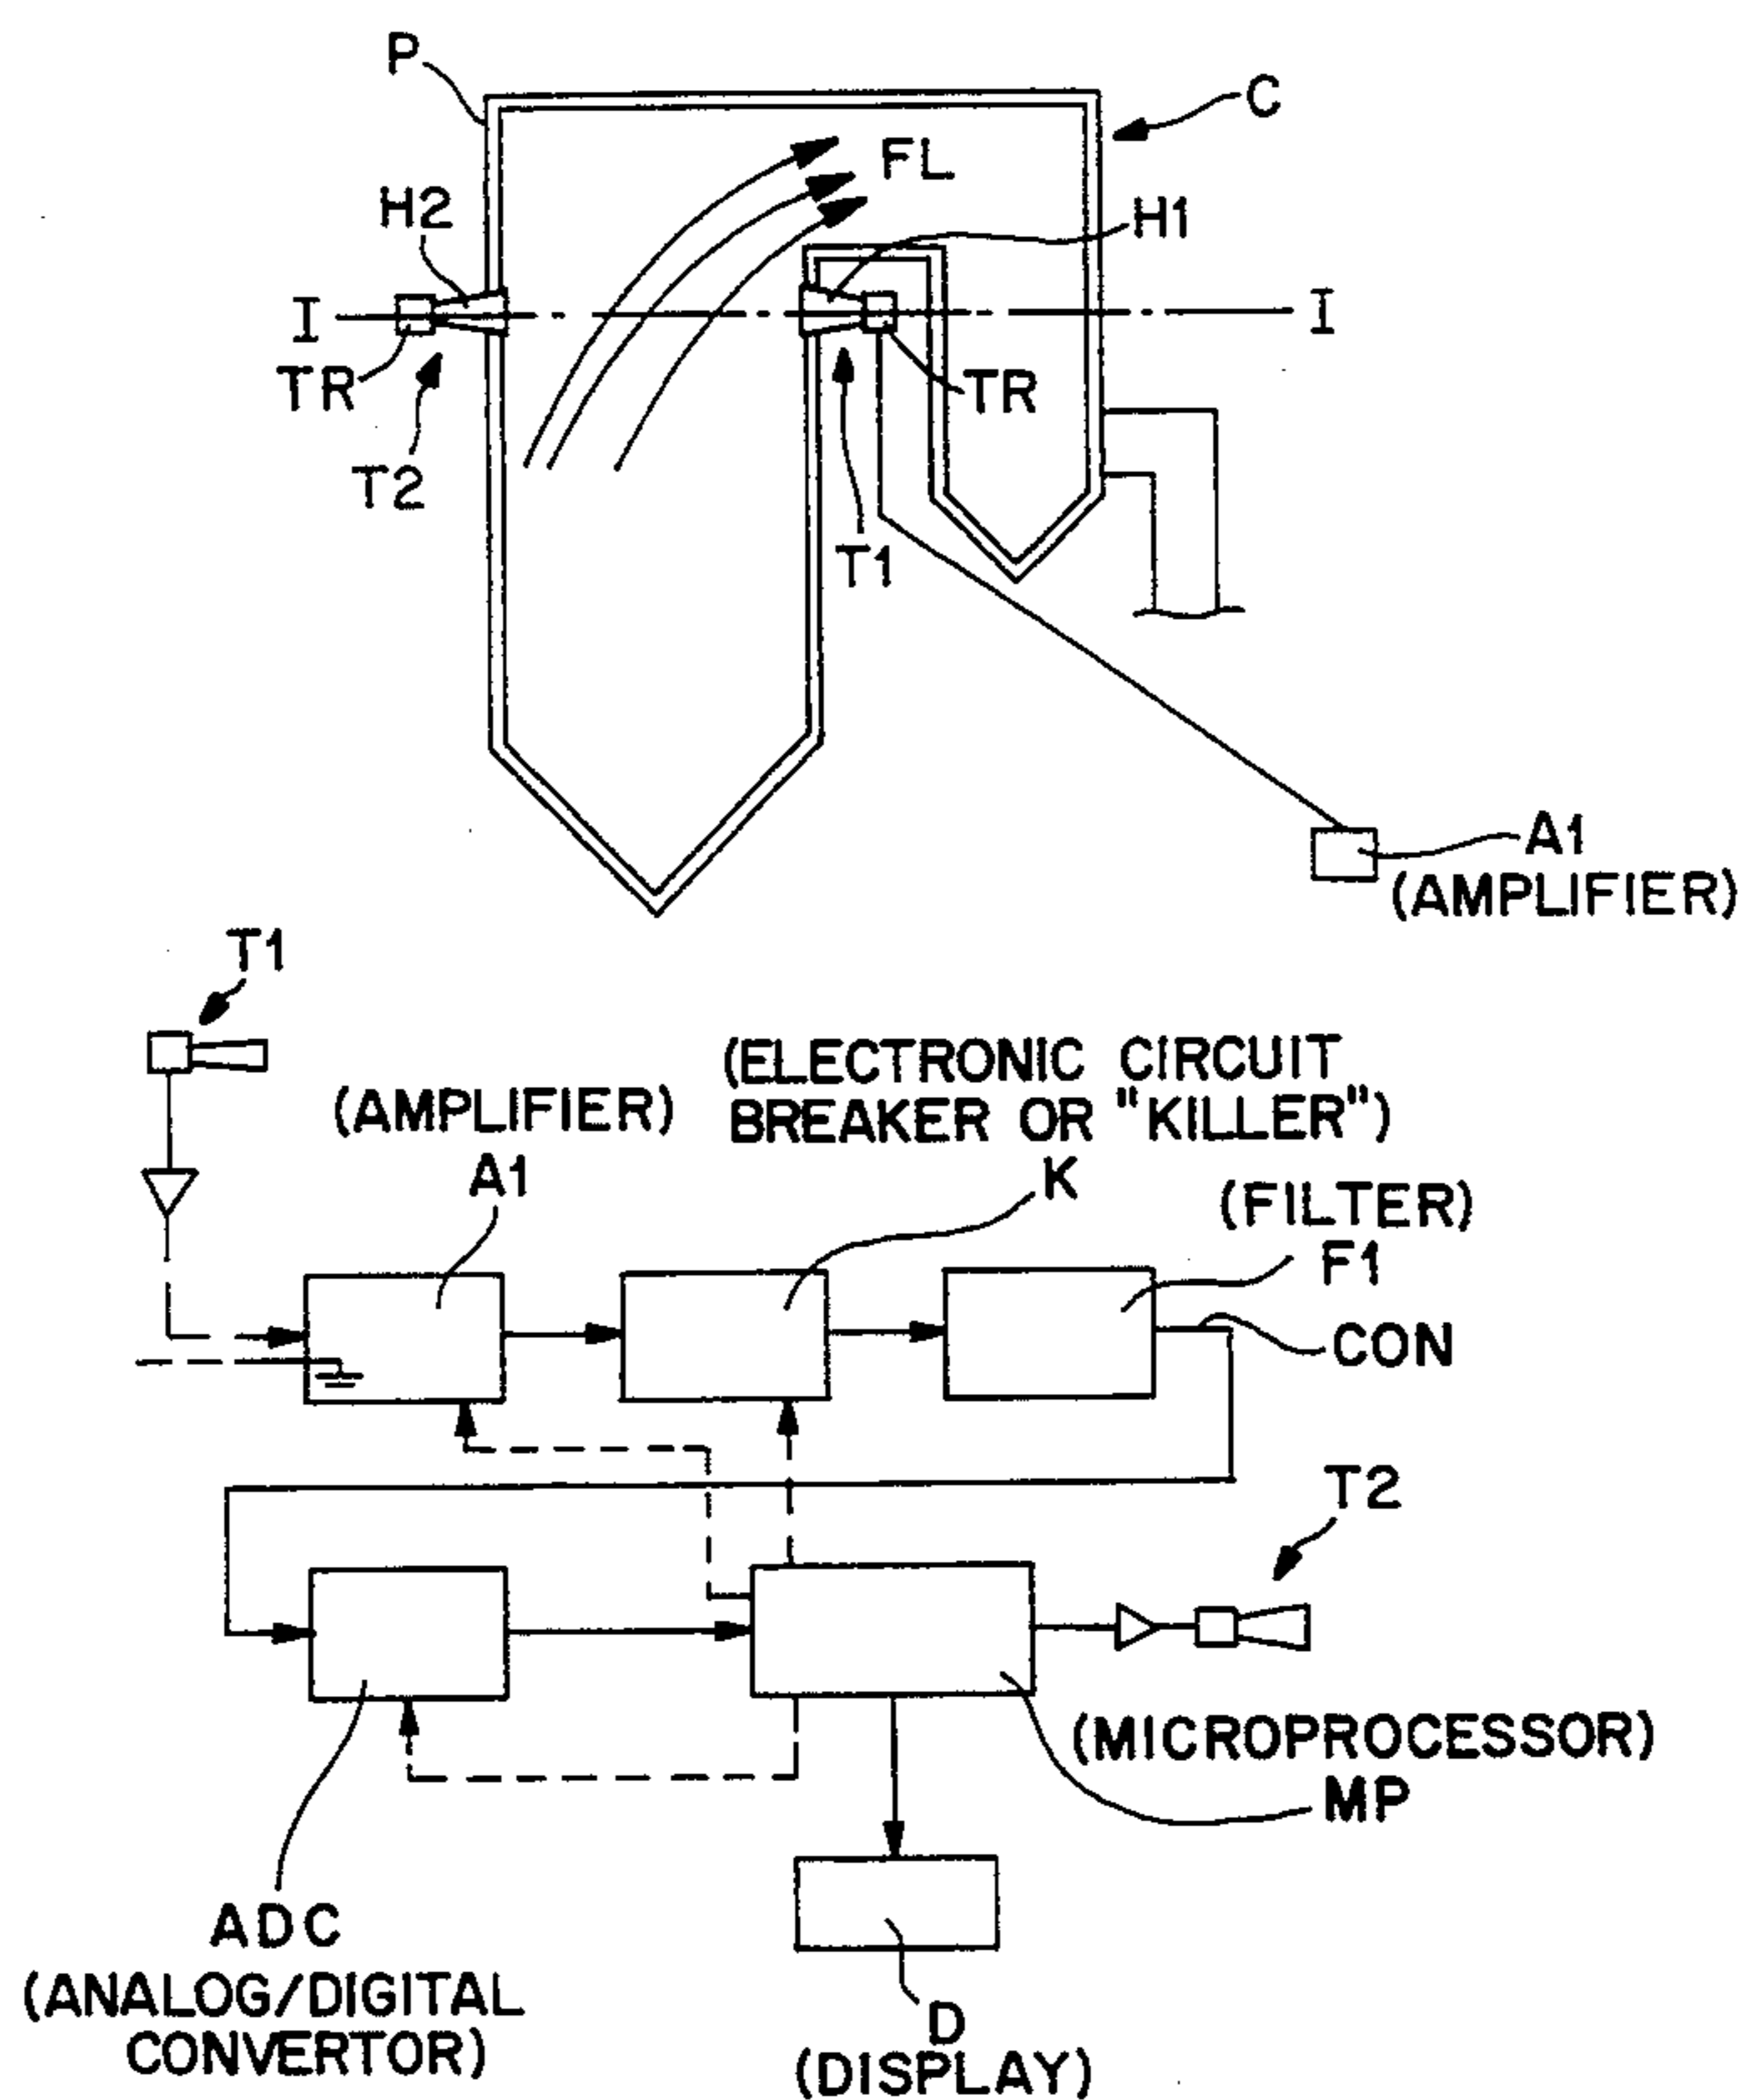 P
C
FL
H2
H1
I
I
TR
TR
T2
T1
A1
(AMPLIFIER)
T1
(ELECTRONIC CIRCUIT
BREAKER OR "KILLER")
(AMPLIFIER)
A1
K
(FILTER)
F1
CON
T2
(MICROPROCESSOR)
MP
ADC
(ANALOG/DIGITAL
CONVERTOR)
D
(DISPLAY)